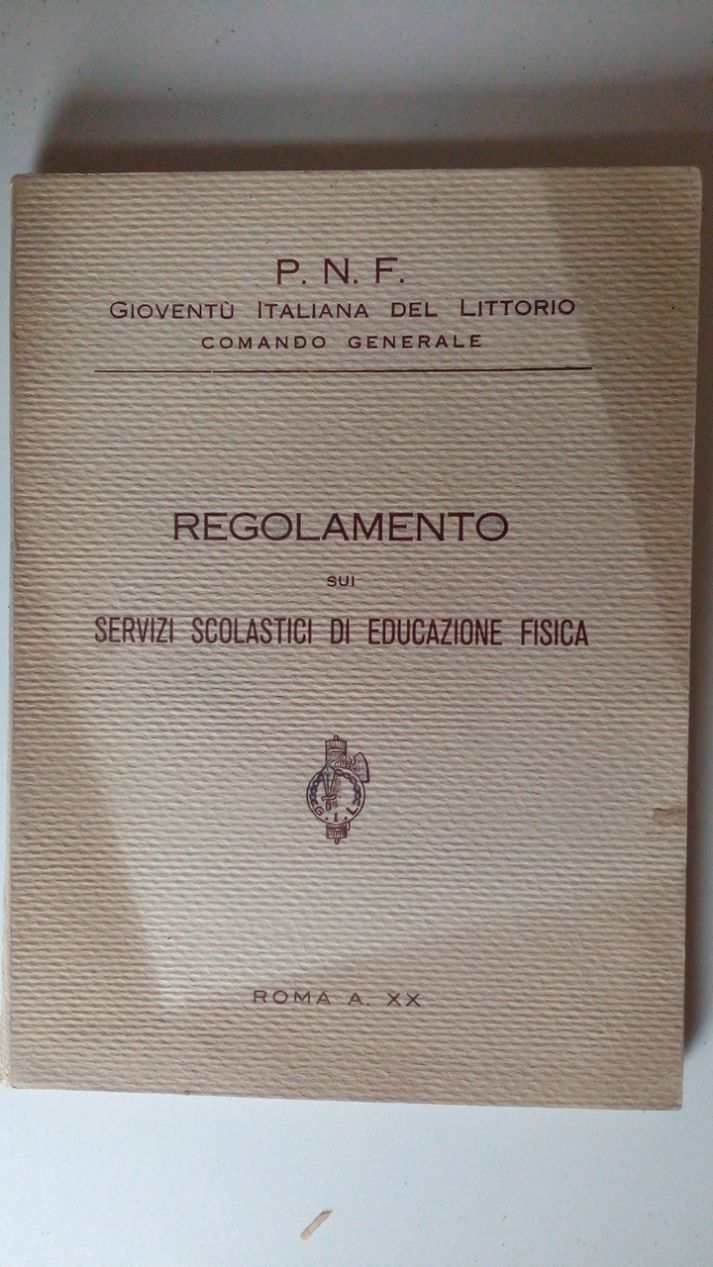 P. N. F.
GIOVENTÙ ITALIANA DEL LITTORIO
COMANDO GENERALE
REGOLAMENTO
SUI
SERVIZI SCOLASTICI DI EDUCAZIONE FISICA
G. I. L.
ROMA A. XX